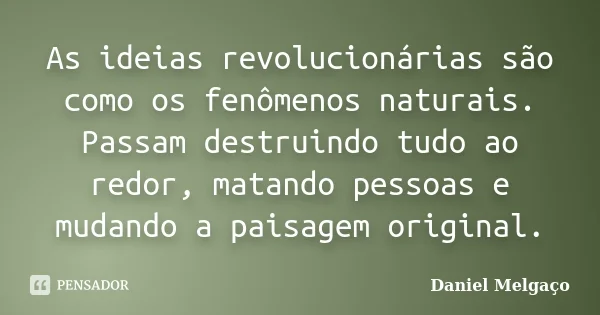 As ideias revolucionárias são
como os fenômenos naturais.
Passam destruindo tudo ao
redor, matando pessoas e
mudando a paisagem original.
PENSADOR
Daniel Melgaço